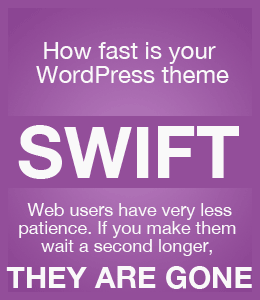 How fast is your
WordPress theme
SWIFT
Web users have very less
patience. If you make them
wait a second longer,
THEY ARE GONE